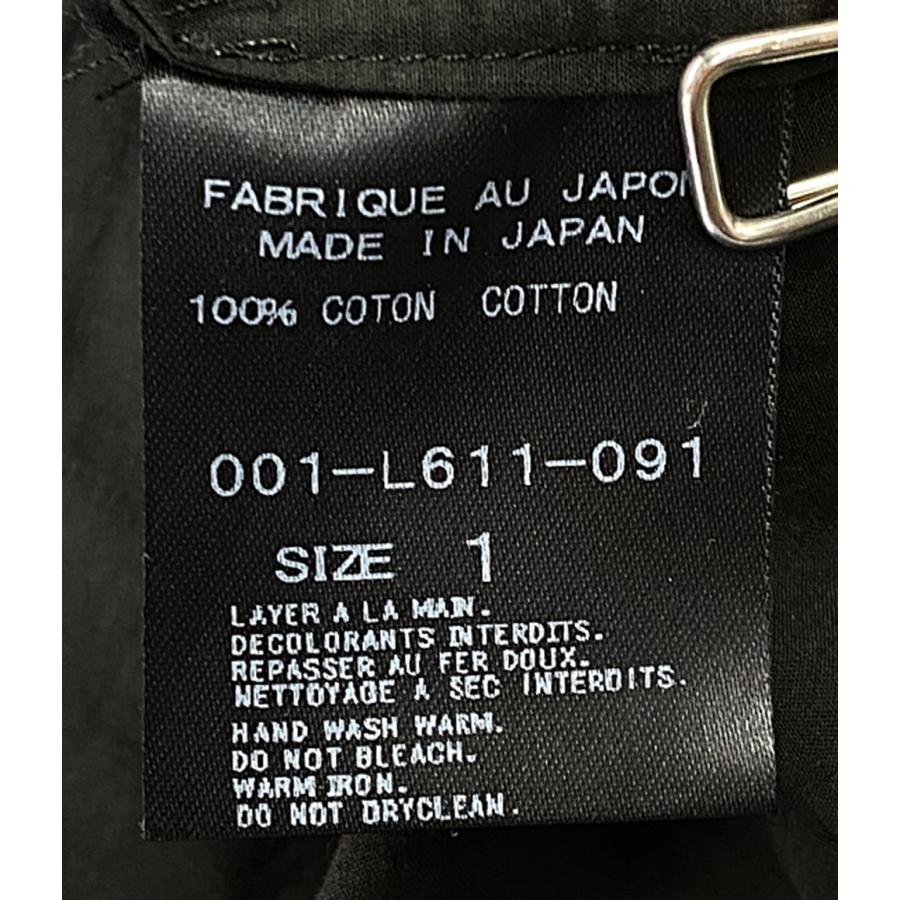 FABRIQUE AU JAPON
MADE IN JAPAN
100% COTON COTTON
001-L611-091
SIZE 1
LAYER A LA MAIN.
DECOLORANTS INTERDITS.
REPASSER AU FER DOUX.
NETTOYAGE A SEC INTERDITS.
HAND WASH WARM.
DO NOT BLEACH.
WARM IRON.
DO NOT DRYCLEAN.